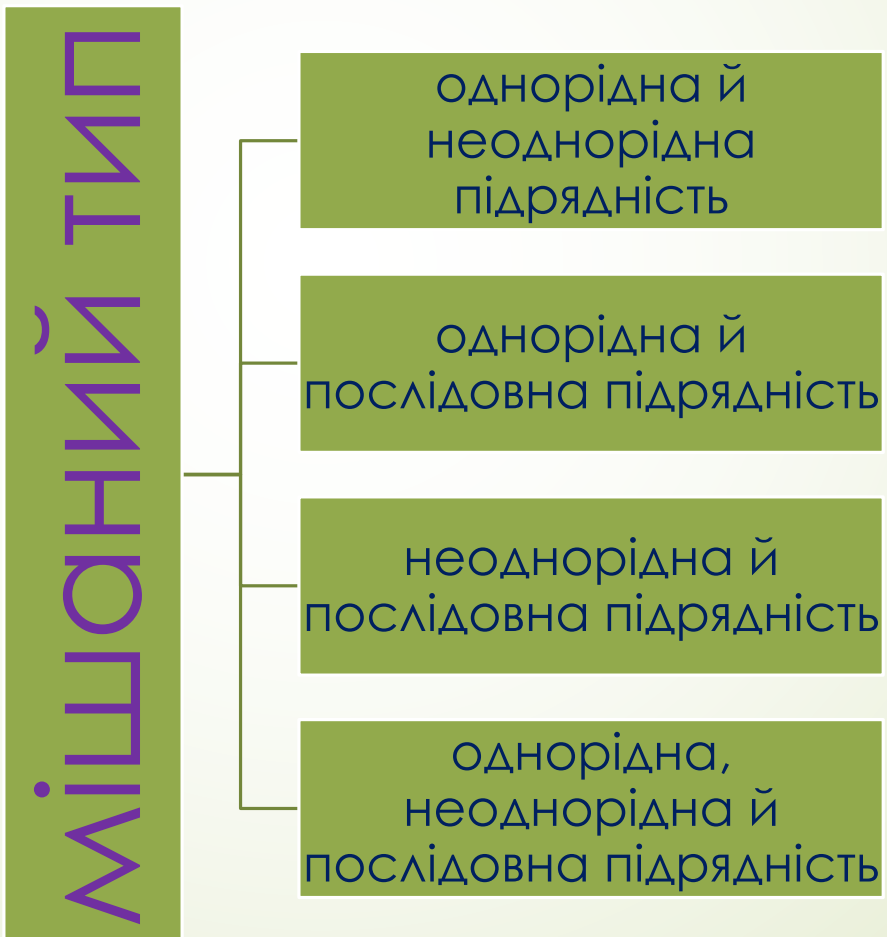 мішаний тип
однорідна й
неоднорідна
підрядність
однорідна й
послідовна підрядність
неоднорідна й
послідовна підрядність
однорідна,
неоднорідна й
послідовна підрядність